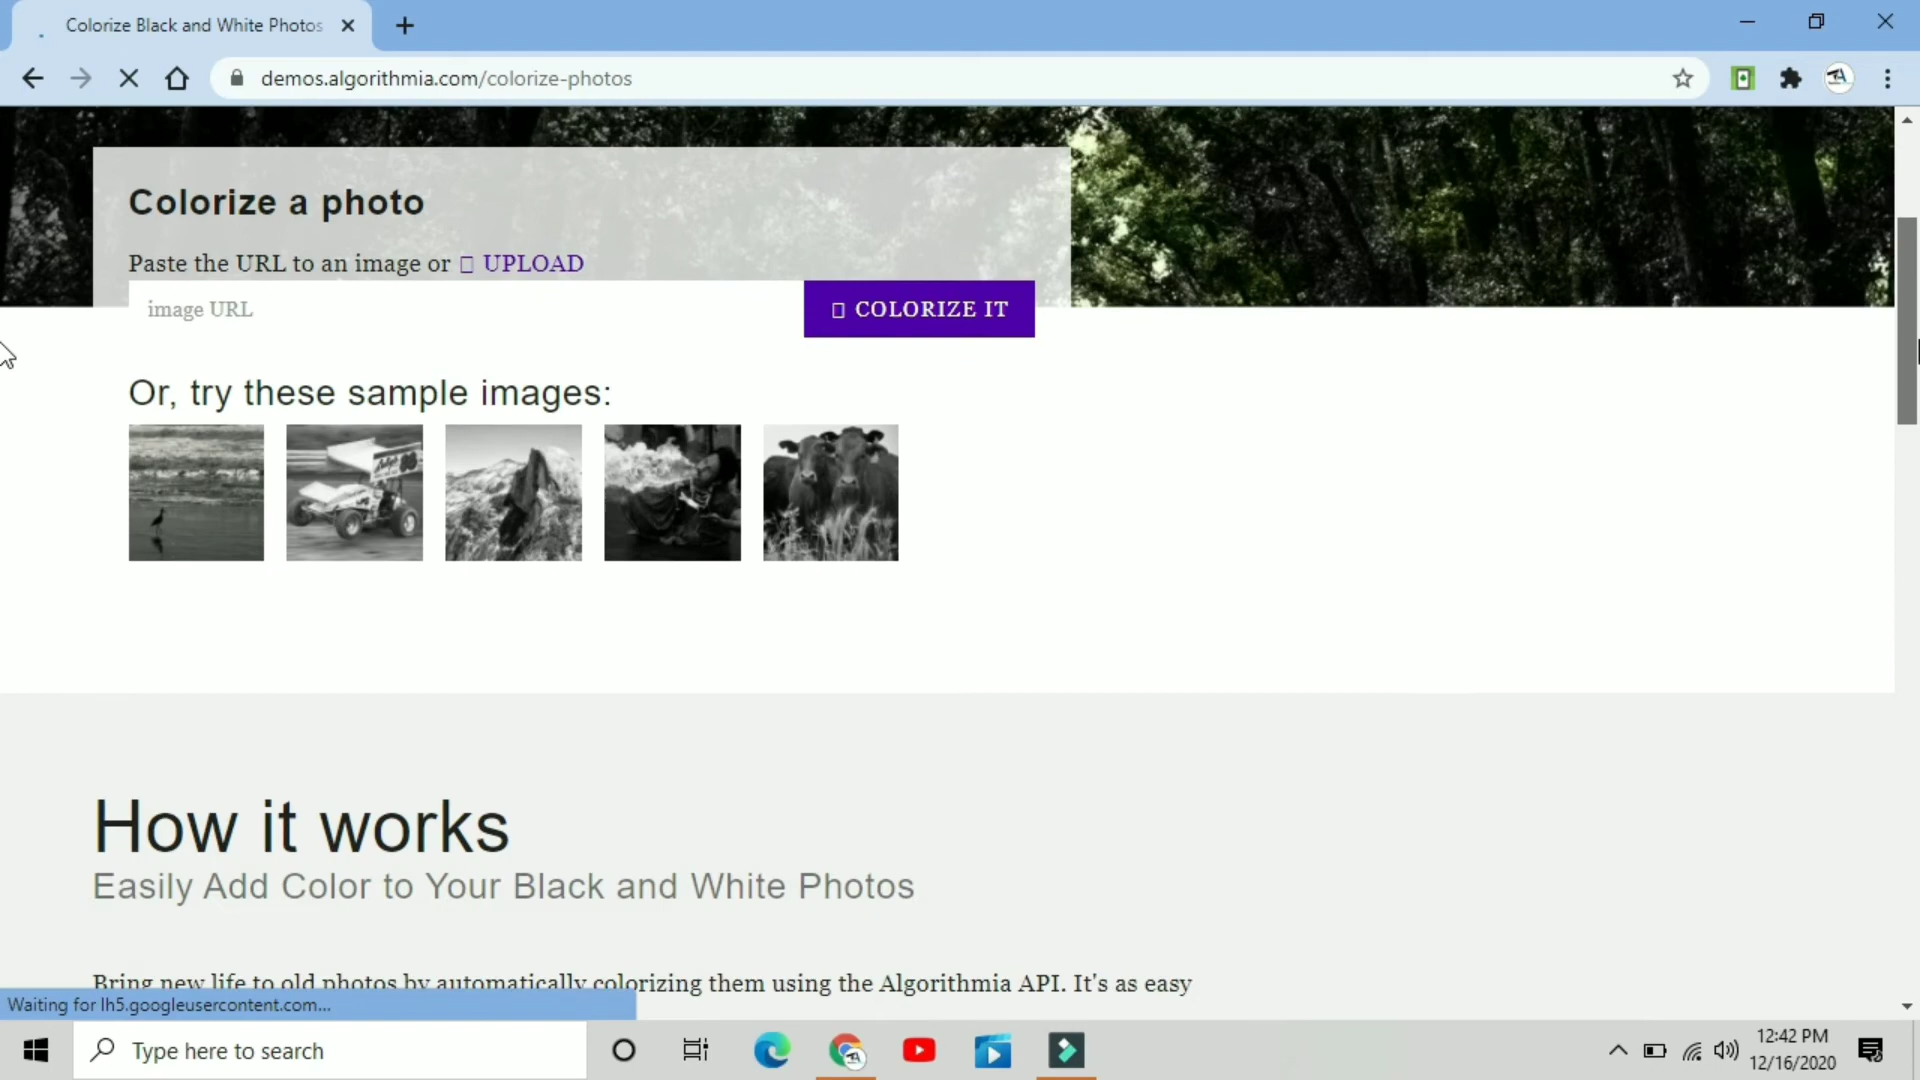 Colorize Black and White Photos
demos.algorithmia.com/colorize-photos
Colorize a photo
Paste the URL to an image or UPLOAD
image URL
COLORIZE IT
Or, try these sample images:
How it works
Easily Add Color to Your Black and White Photos
Bring new life to old photos by automatically colorizing them using the Algorithmia API. It's as easy
Waiting for lh5.googleusercontent.com...
Type here to search
12:42 PM
12/16/2020